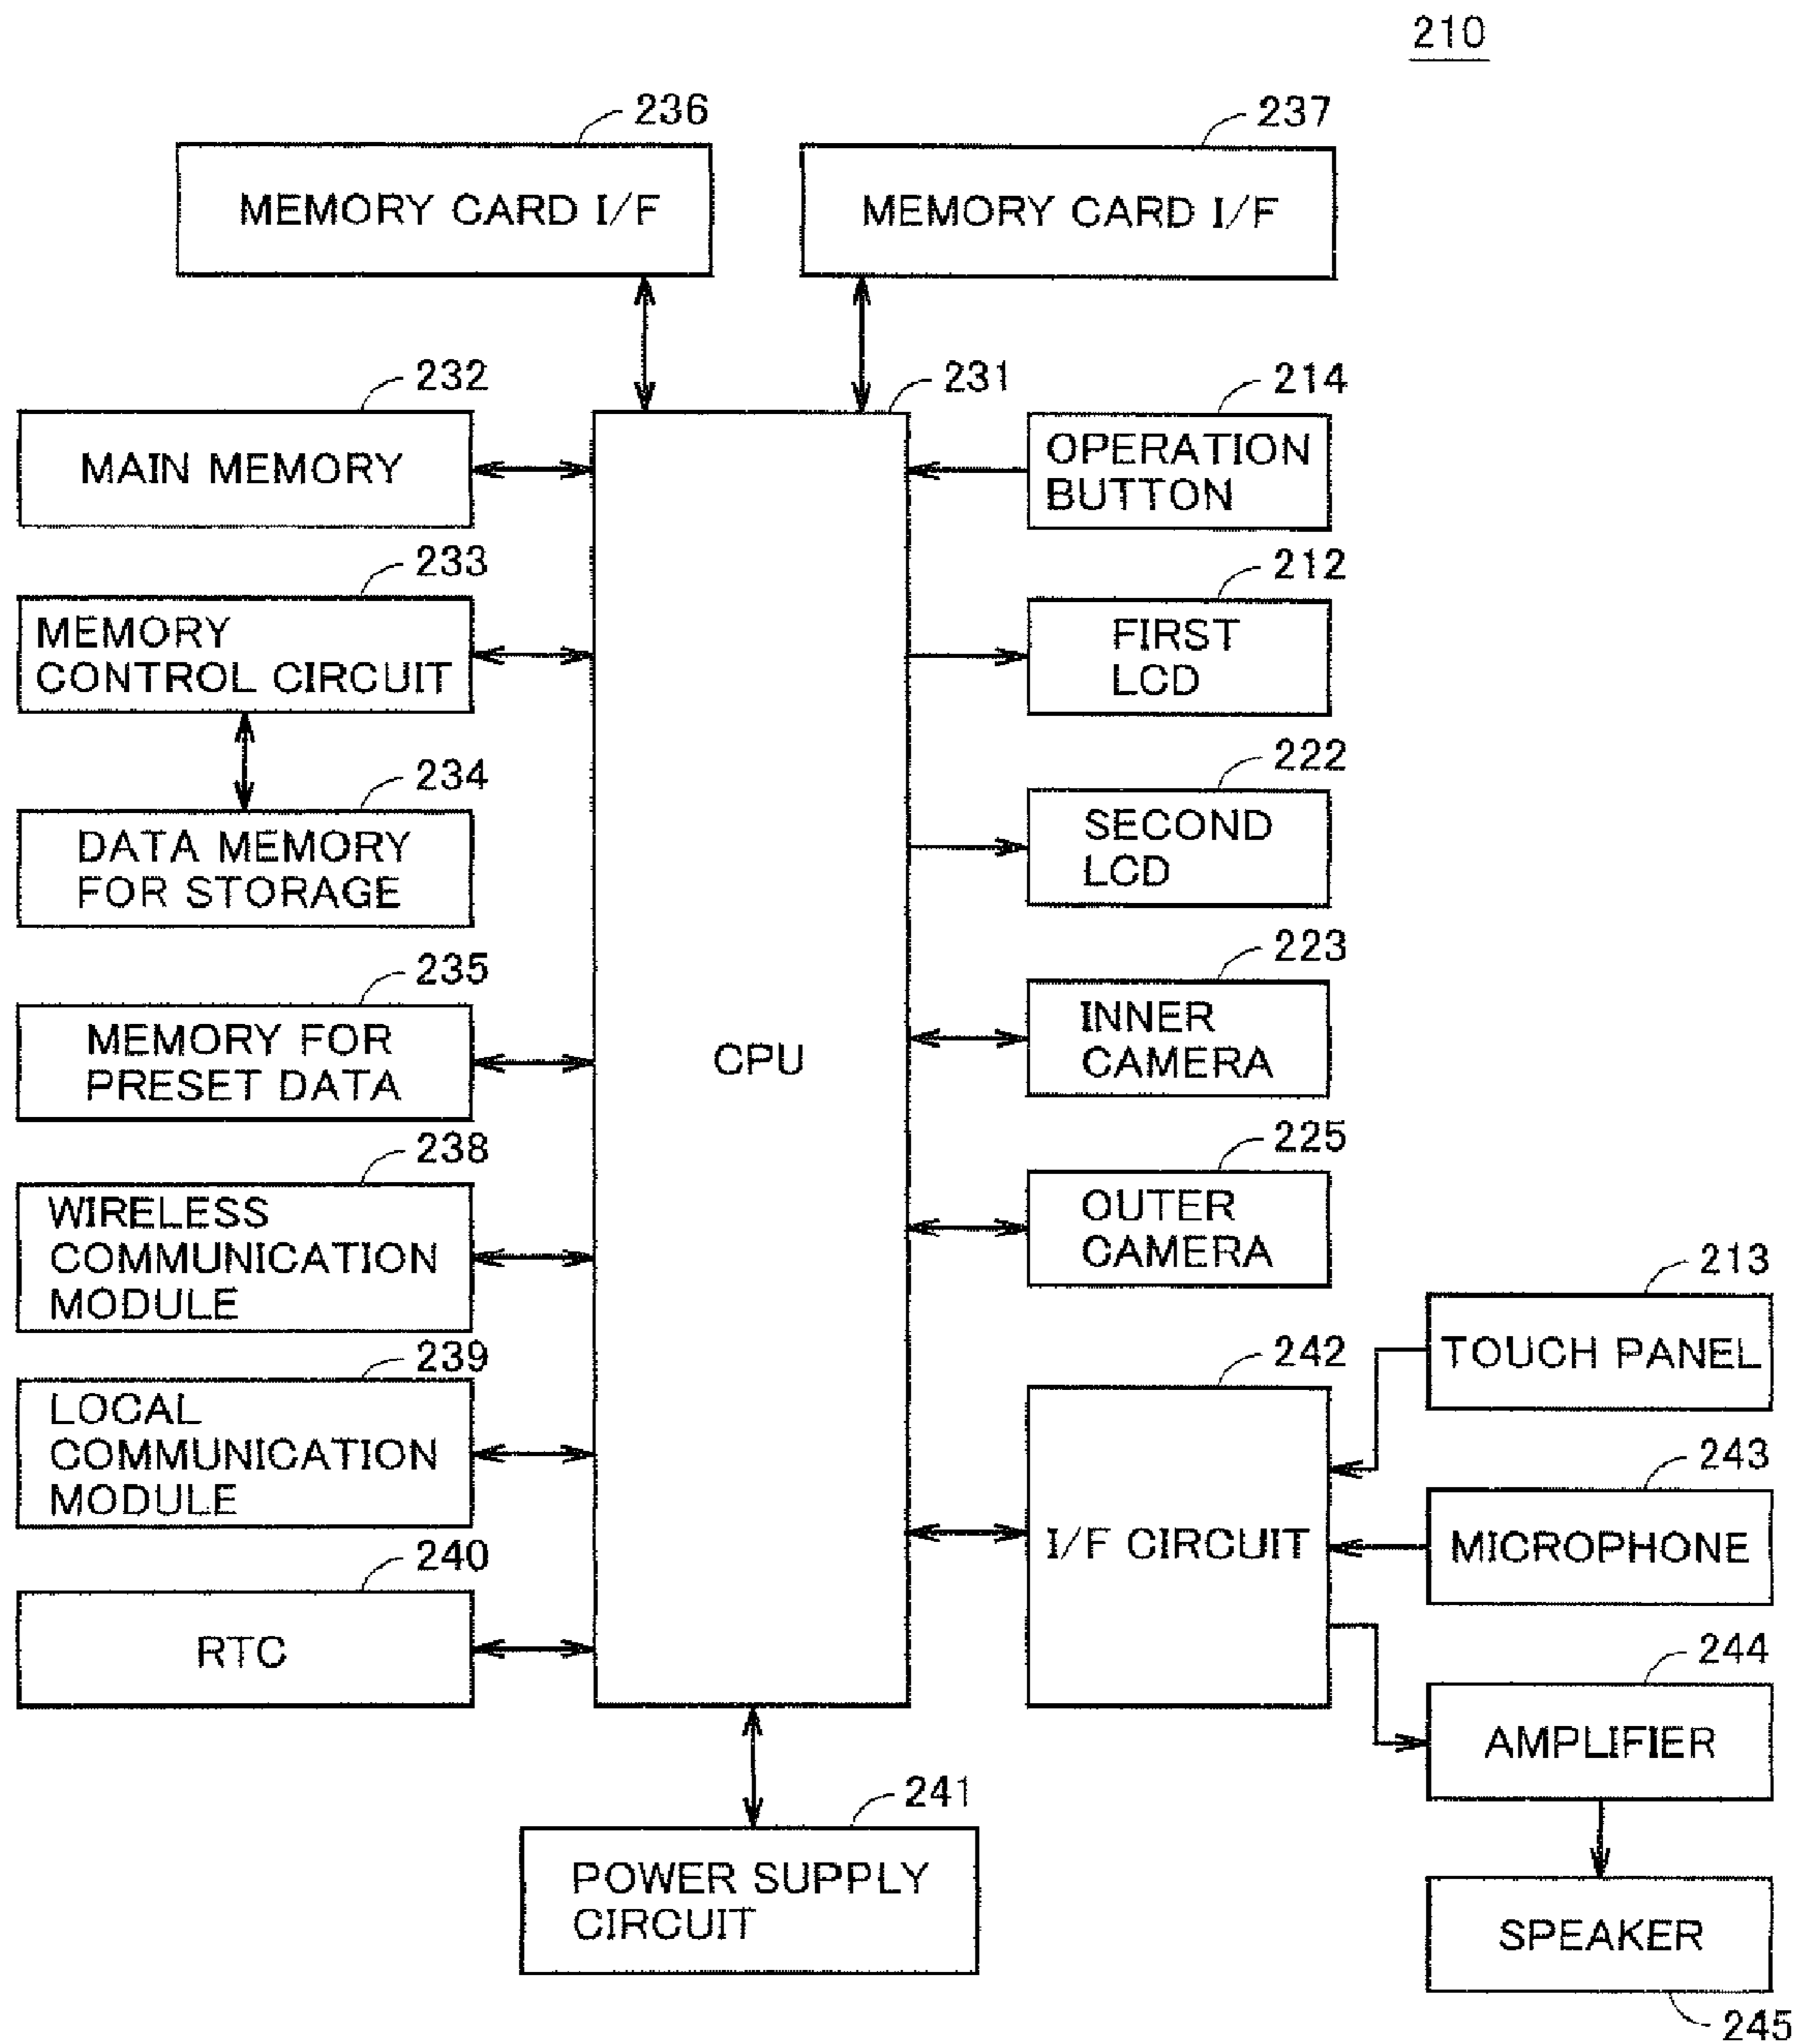 210
236
237
MEMORY CARD I/F
MEMORY CARD I/F
232
231
214
MAIN MEMORY
OPERATION
BUTTON
233
212
MEMORY
CONTROL CIRCUIT
FIRST
LCD
234
222
DATA MEMORY
FOR STORAGE
SECOND
LCD
235
223
MEMORY FOR
PRESET DATA
CPU
INNER
CAMERA
238
225
WIRELESS
COMMUNICATION
MODULE
OUTER
CAMERA
213
TOUCH PANEL
239
242
LOCAL
COMMUNICATION
MODULE
243
I/F CIRCUIT
MICROPHONE
240
RTC
244
AMPLIFIER
241
POWER SUPPLY
CIRCUIT
SPEAKER
245